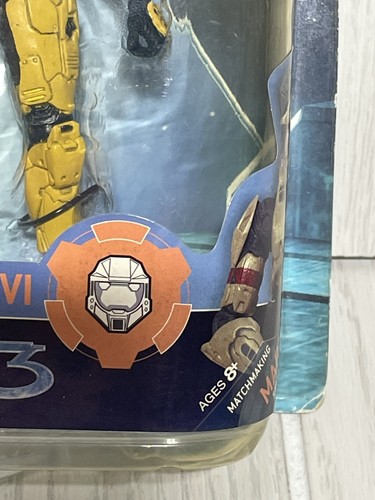 VI
3
AGES 8+
MATCHMAKING
MA